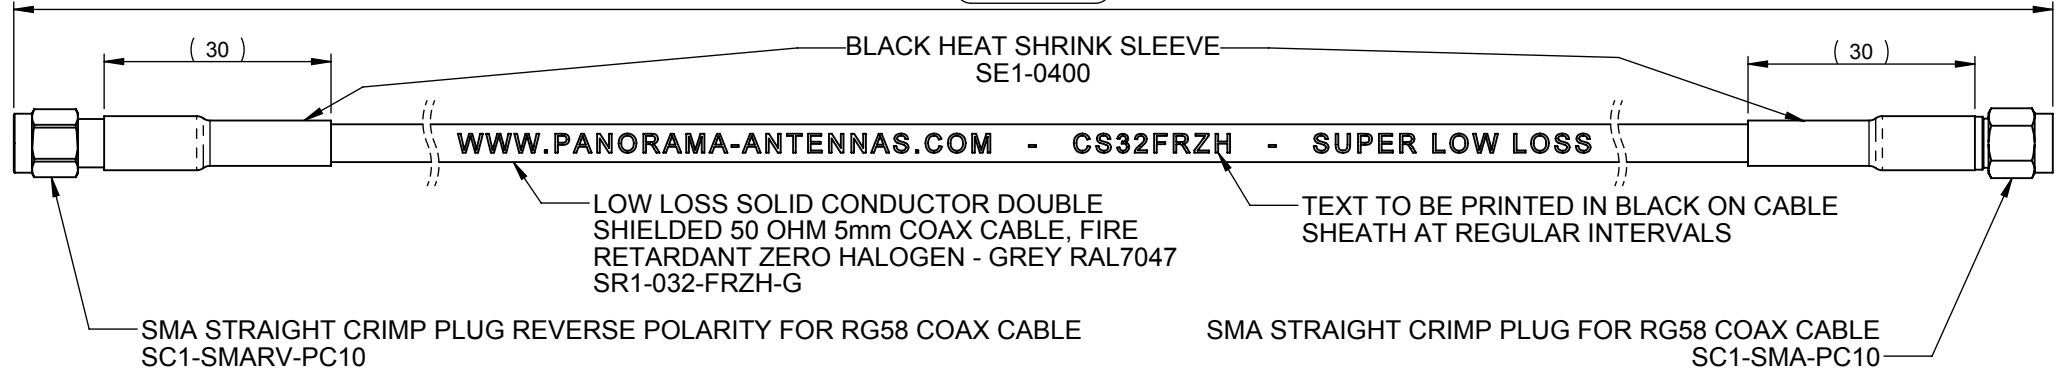 ( 30 )
BLACK HEAT SHRINK SLEEVE
SE1-0400
( 30 )
WWW.PANORAMA-ANTENNAS.COM - CS32FRZH - SUPER LOW LOSS
LOW LOSS SOLID CONDUCTOR DOUBLE
SHIELDED 50 OHM 5mm COAX CABLE, FIRE
RETARDANT ZERO HALOGEN - GREY RAL7047
SR1-032-FRZH-G
TEXT TO BE PRINTED IN BLACK ON CABLE
SHEATH AT REGULAR INTERVALS
SMA STRAIGHT CRIMP PLUG REVERSE POLARITY FOR RG58 COAX CABLE
SC1-SMARV-PC10
SMA STRAIGHT CRIMP PLUG FOR RG58 COAX CABLE
SC1-SMA-PC10